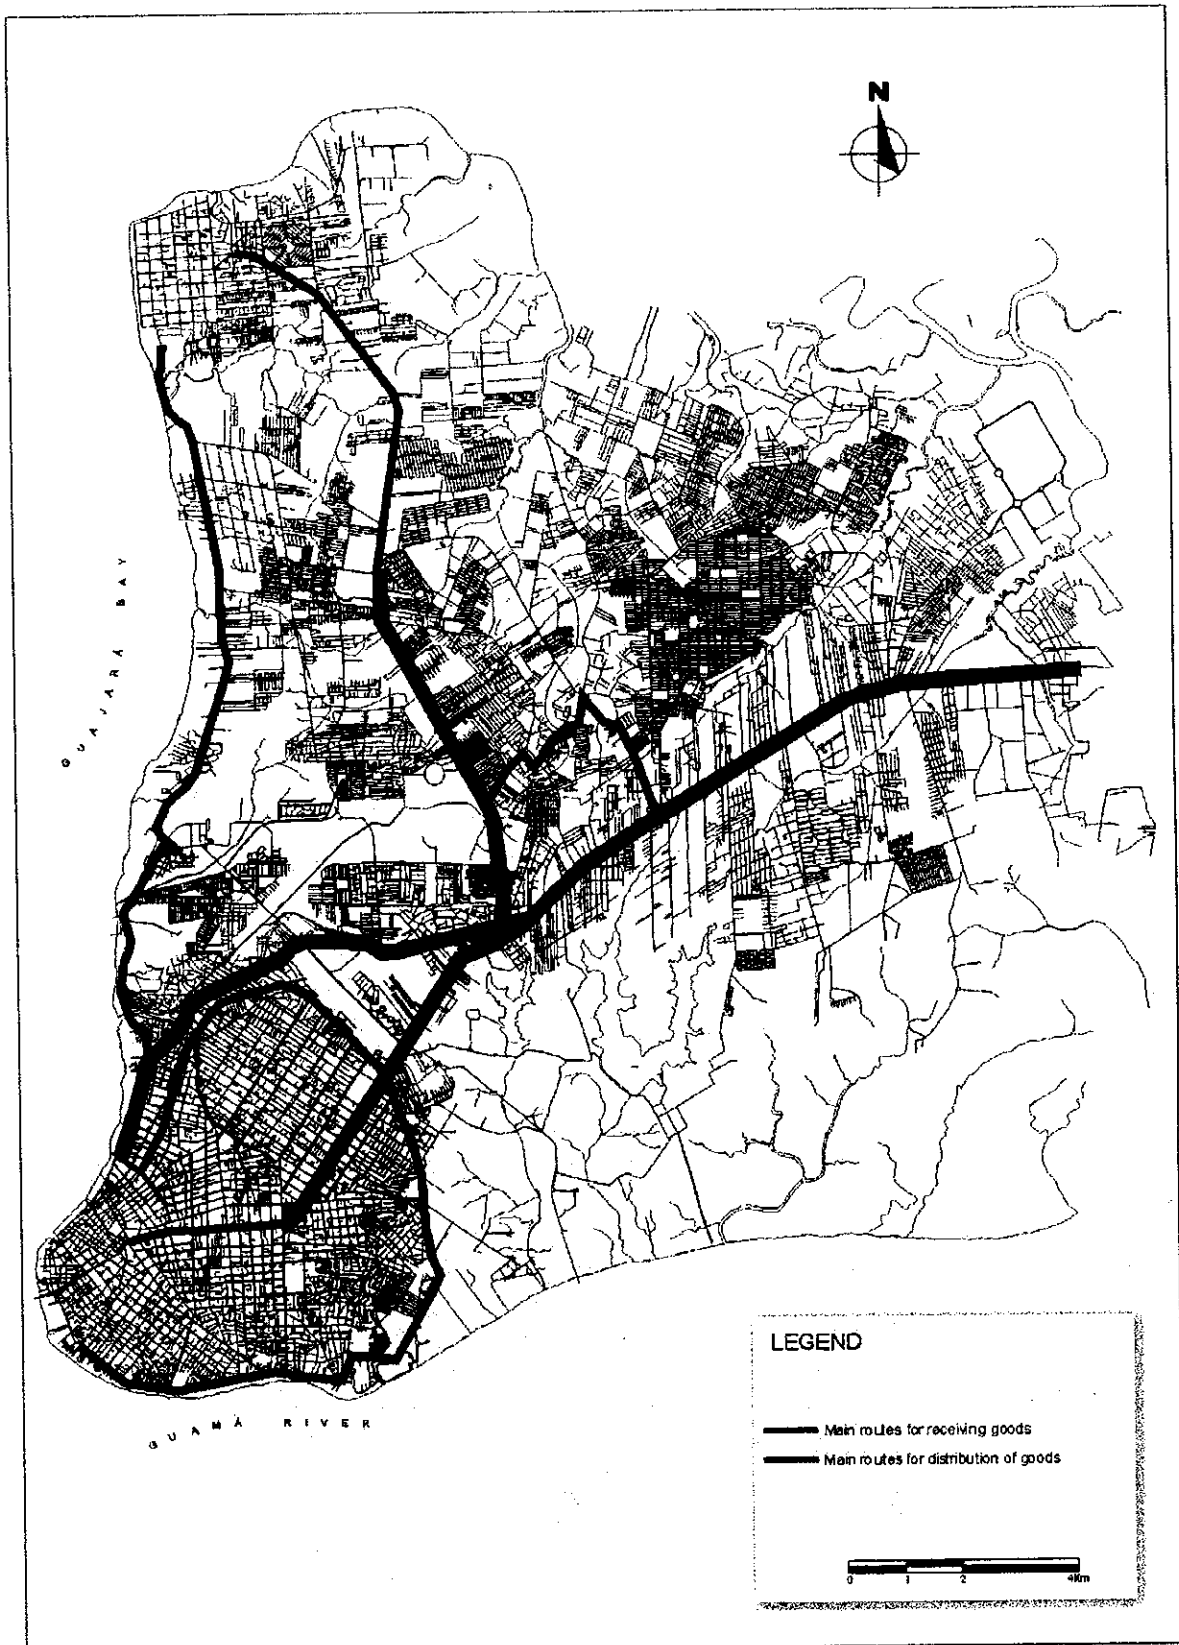 N
GUAJARÁ BAY
GUAMÁ RIVER
LEGEND
Main routes for receiving goods
Main routes for distribution of goods
0 1 2 4Km